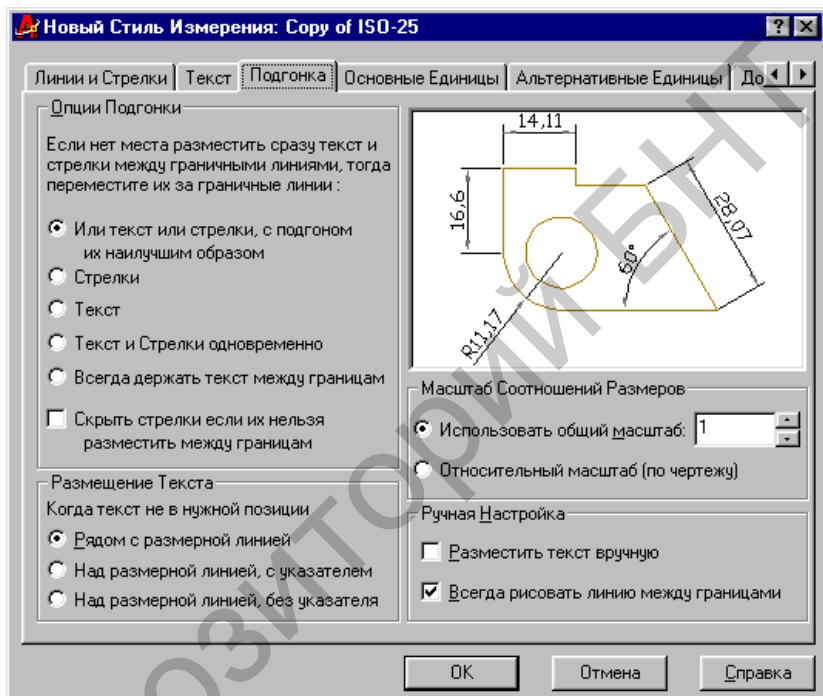 Новый Стиль Измерения: Copy of ISO-25
Линии и Стрелки
Текст
Подгонка
Основные Единицы
Альтернативные Единицы
До
Опции Подгонки
Если нет места разместить сразу текст и
стрелки между граничными линиями, тогда
переместите их за граничные линии :
Или текст или стрелки, с подгоном
их наилучшим образом
Стрелки
Текст
Текст и Стрелки одновременно
Всегда держать текст между границам
Скрыть стрелки если их нельзя
разместить между границам
Размещение Текста
Когда текст не в нужной позиции
Рядом с размерной линией
Над размерной линией, с указателем
Над размерной линией, без указателя
14,11
16,6
28,07
60°
R11,17
Масштаб Соотношений Размеров
Использовать общий масштаб: 1
Относительный масштаб (по чертежу)
Ручная Настройка
Разместить текст вручную
Всегда рисовать линию между границами
OK
Отмена
Справка